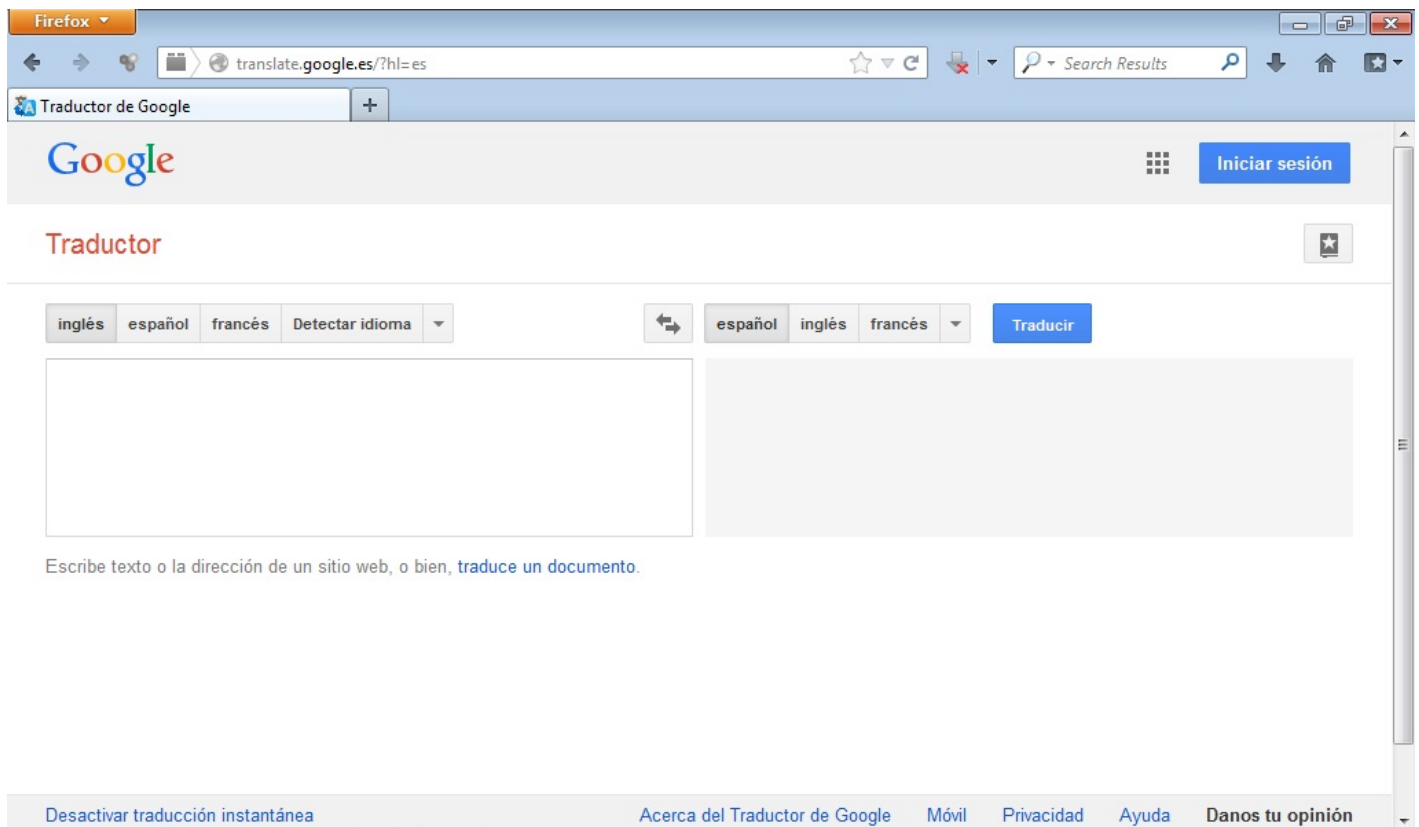 Firefox
translate.google.es/?hl=es
Search Results
Traductor de Google
Google
Iniciar sesión
Traductor
inglés español francés Detectar idioma español inglés francés Traducir
Escribe texto o la dirección de un sitio web, o bien, traduce un documento.
Desactivar traducción instantánea Acerca del Traductor de Google Móvil Privacidad Ayuda Danos tu opinión